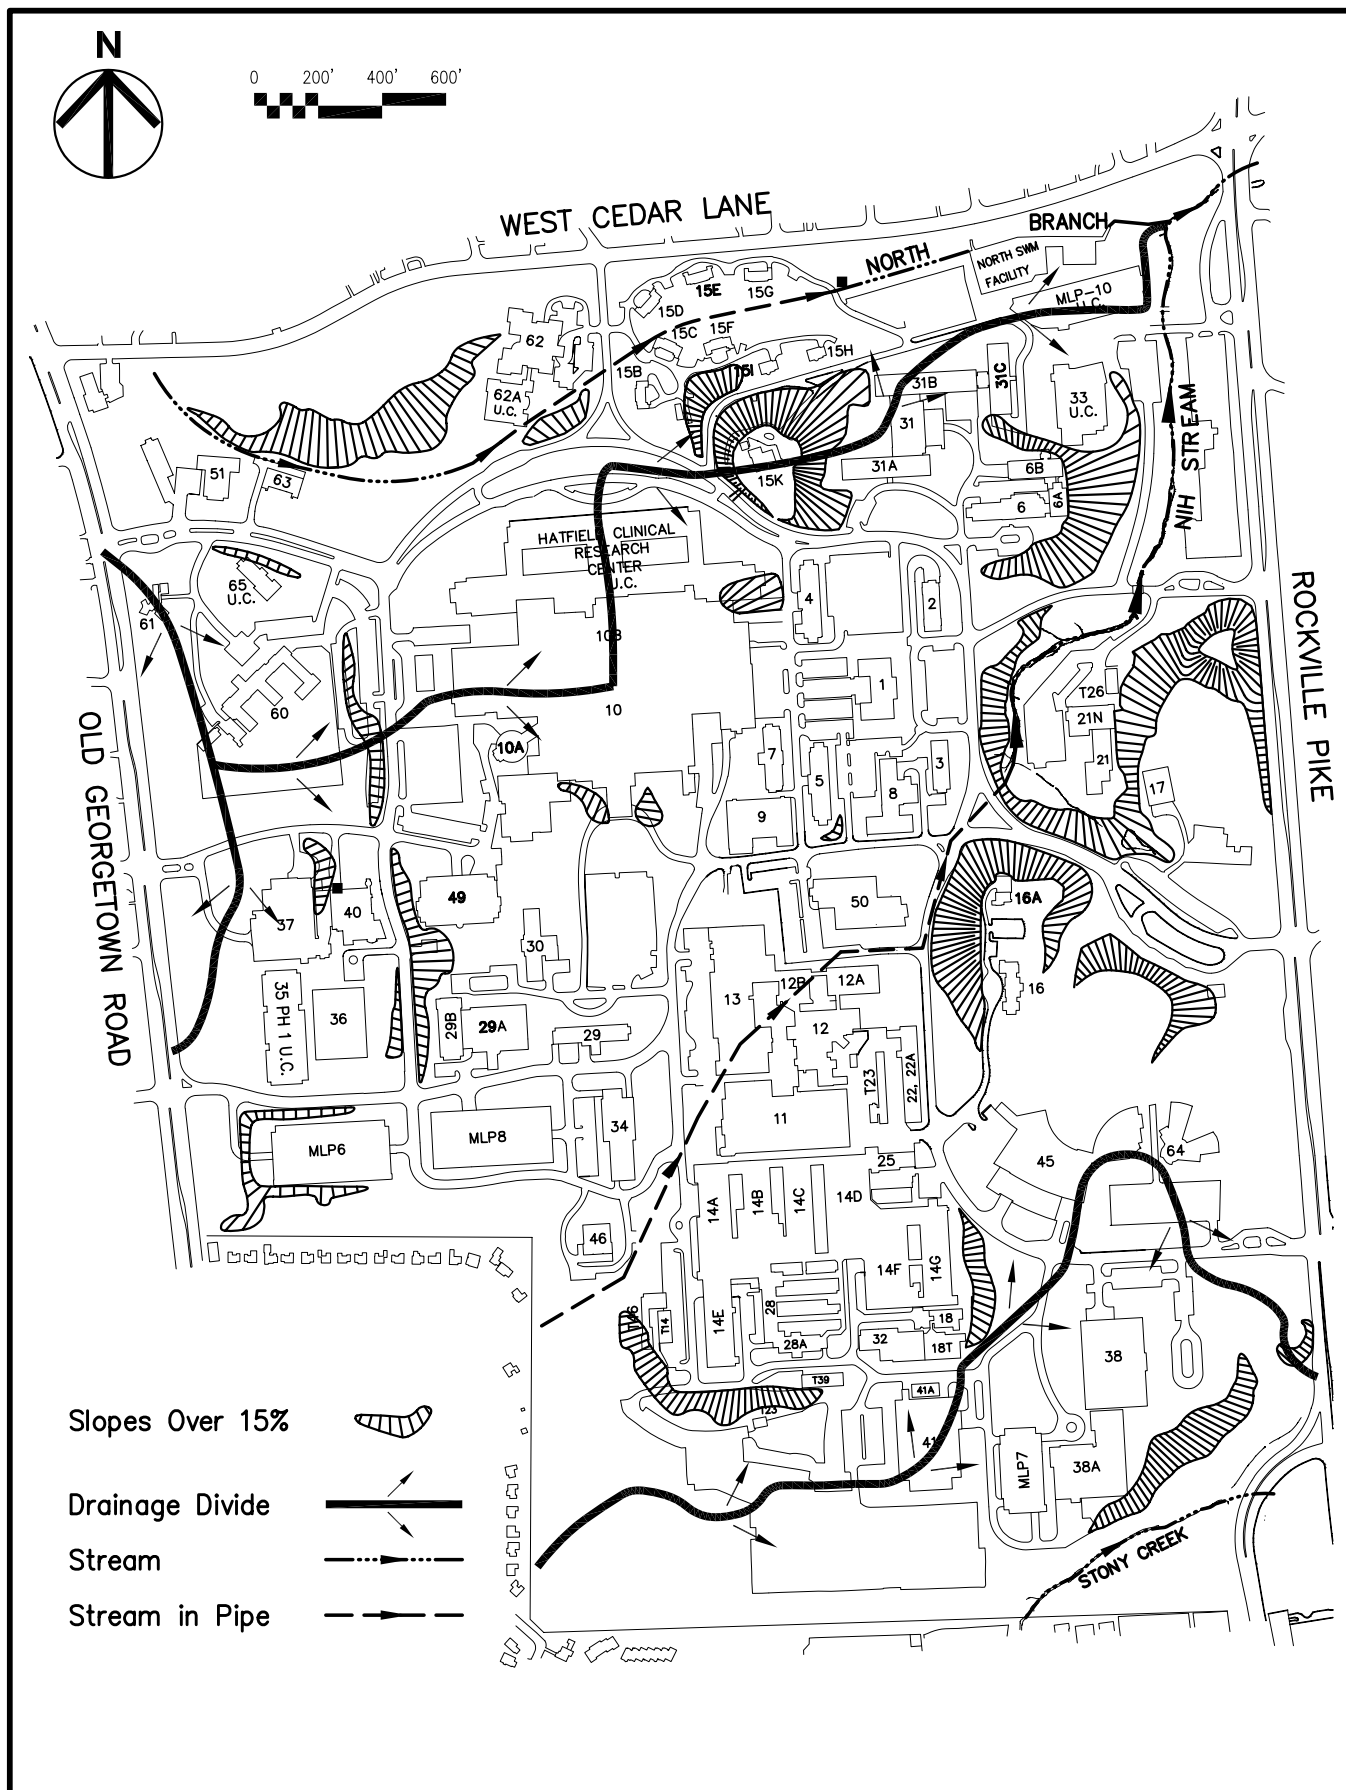 N
0 200' 400' 600'
WEST CEDAR LANE
BRANCH
NORTH
NORTH SWM
FACILITY
MLP-10
U.C.
15E
15G
15D
15C
15F
15H
15I
15B
62
62A
U.C.
31B
31C
33
U.C.
31
31A
15K
6B
6A
6
NIH STREAM
51
63
HATFIELD CLINICAL
RESEARCH
CENTER
U.C.
65
U.C.
61
4
2
ROCKVILLE PIKE
10B
10
1
60
T26
21N
21
17
10A
7
5
8
3
9
OLD GEORGETOWN ROAD
49
50
16A
37
40
30
16
13
12B
12A
12
35 PH 1 U.C.
36
29B
29A
29
T23
22, 22A
11
34
MLP6
MLP8
25
45
64
14A
14B
14C
14D
46
14F
14G
14E
28
28A
T14
18
18T
32
38
T39
41A
T23
41
MLP7
38A
STONY CREEK
Slopes Over 15%
Drainage Divide
Stream
Stream in Pipe